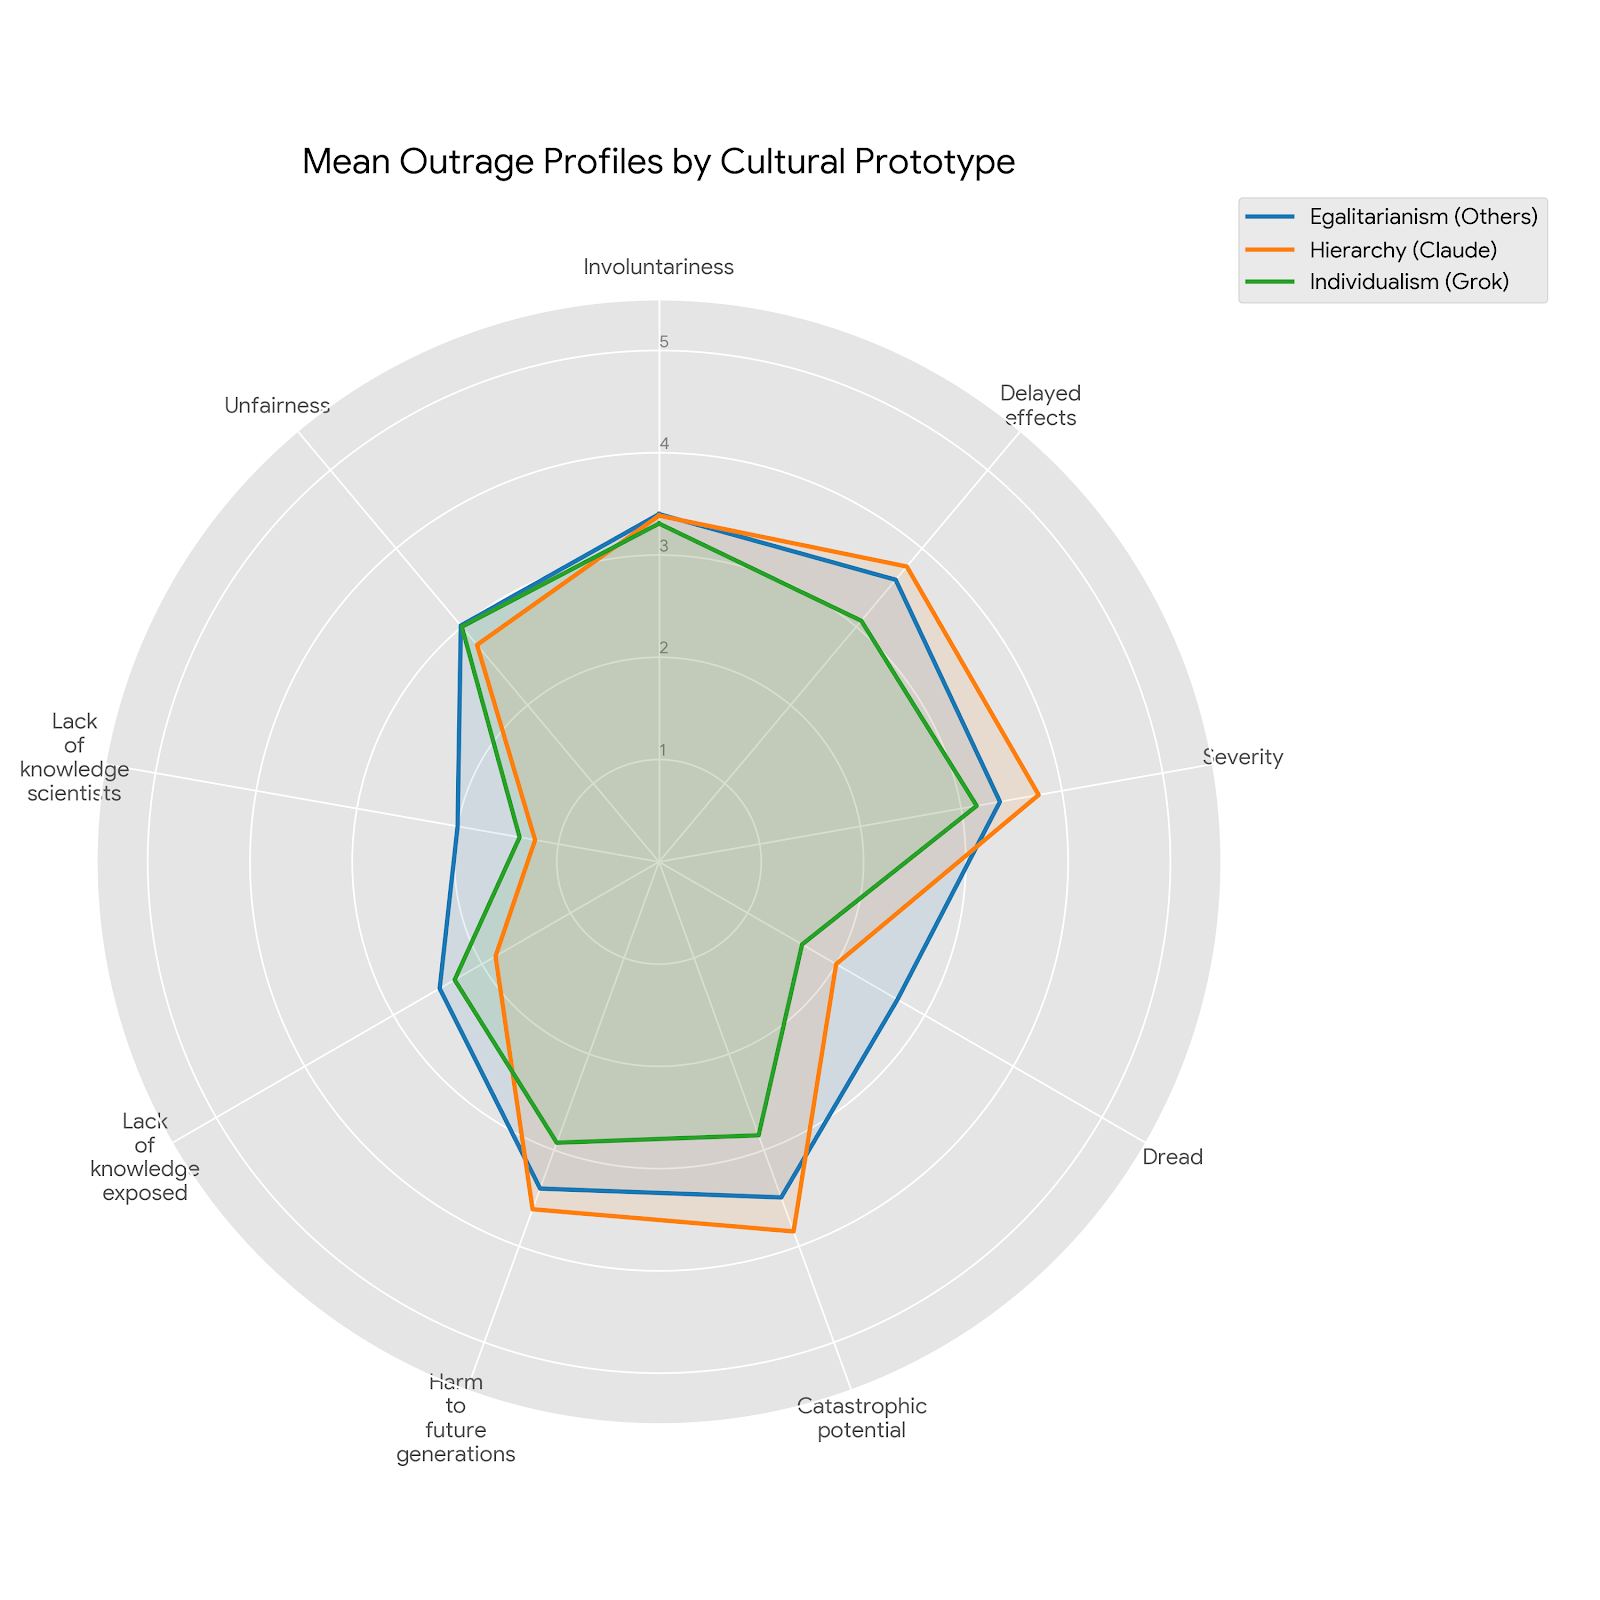 Mean Outrage Profiles by Cultural Prototype
Egalitarianism (Others)
Hierarchy (Claude)
Individualism (Grok)
Involuntariness
5
4
3
2
1
Delayed
effects
Severity
Dread
Catastrophic
potential
Harm
to
future
generations
Lack
of
knowledge
exposed
Lack
of
knowledge
scientists
Unfairness